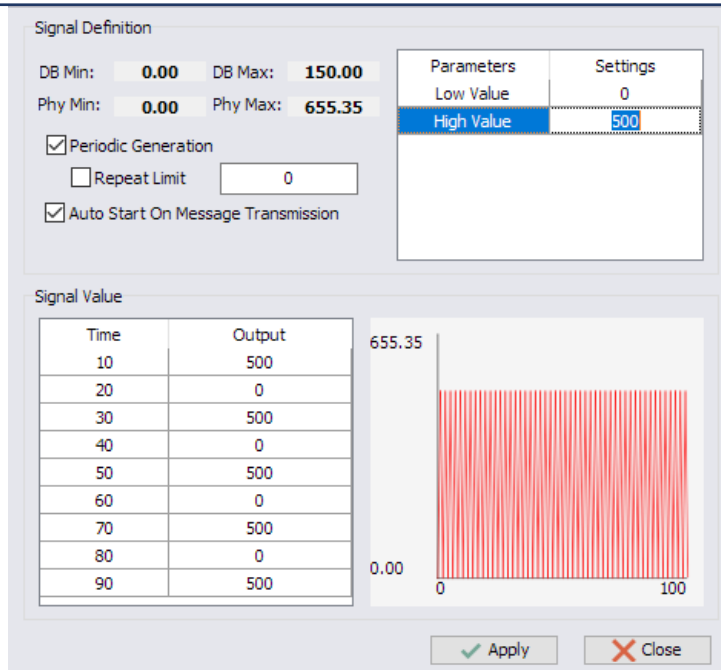 Signal Definition
DB Min: 0.00 DB Max: 150.00
Phy Min: 0.00 Phy Max: 655.35
Periodic Generation
Repeat Limit 0
Auto Start On Message Transmission
Parameters Settings
Low Value 0
High Value 500
Signal Value
Time Output
10 500
20 0
30 500
40 0
50 500
60 0
70 500
80 0
90 500
655.35
0.00
0 100
Apply Close